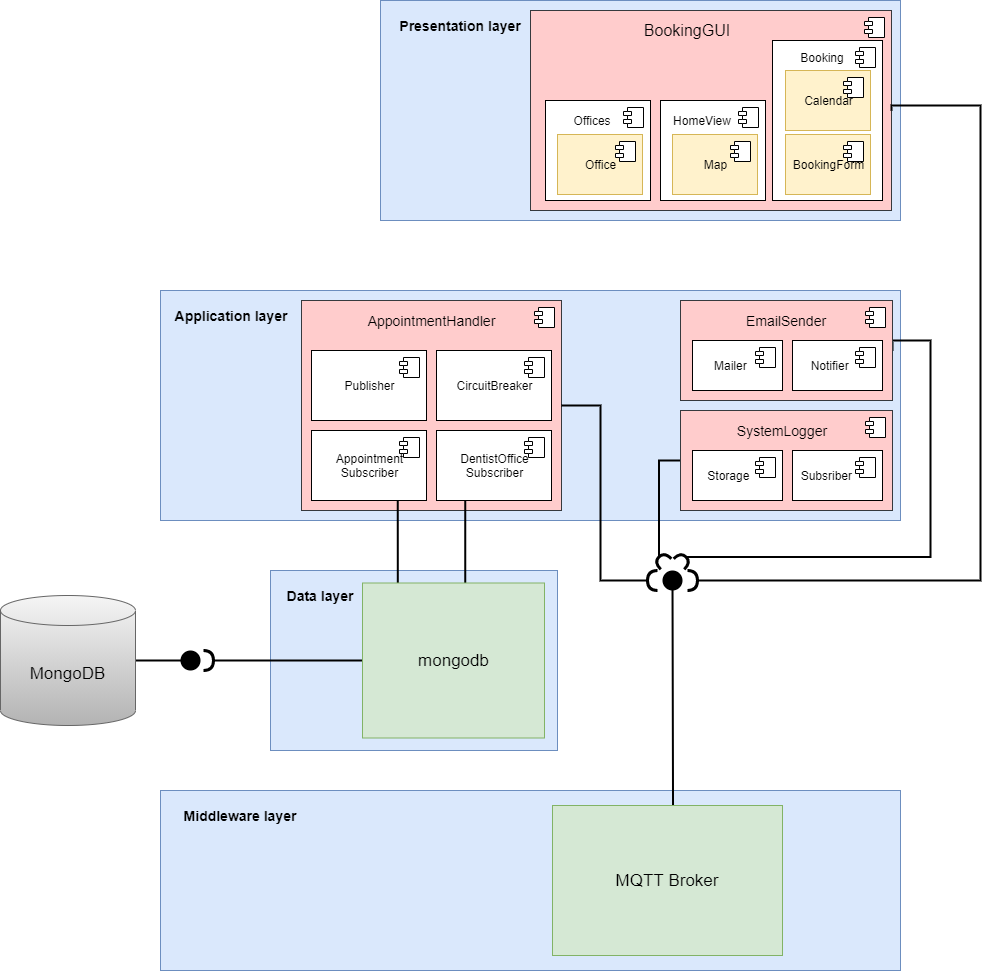 Presentation layer
BookingGUI
Booking
Calendar
BookingForm
Offices
Office
HomeView
Map
Application layer
AppointmentHandler
Publisher
CircuitBreaker
Appointment
Subscriber
DentistOffice
Subscriber
EmailSender
Mailer
Notifier
SystemLogger
Storage
Subsriber
Data layer
mongodb
MongoDB
Middleware layer
MQTT Broker